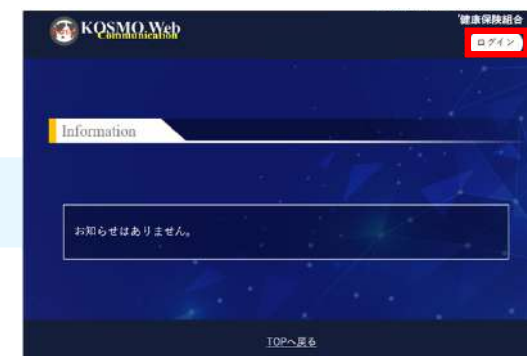 KOSMO Web
Communication
健康保険組合
ログイン
Information
お知らせはありません。
TOPへ戻る